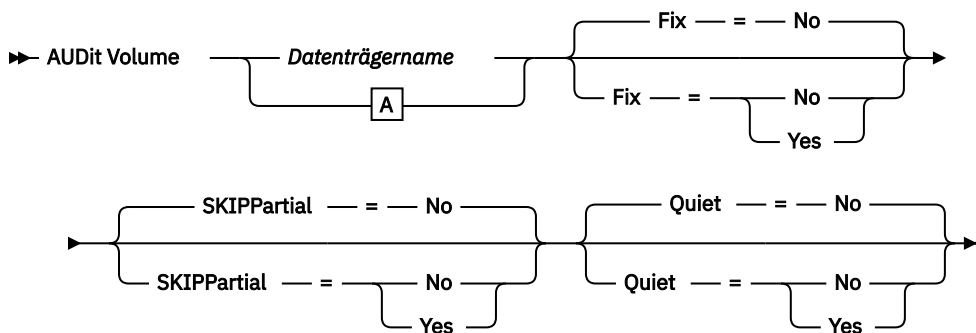 Fix = No
AUDit Volume Datenträgername
A
Fix = No
Yes
SKIPPartial = No
Quiet = No
SKIPPartial = No
Quiet = No
Yes
Yes